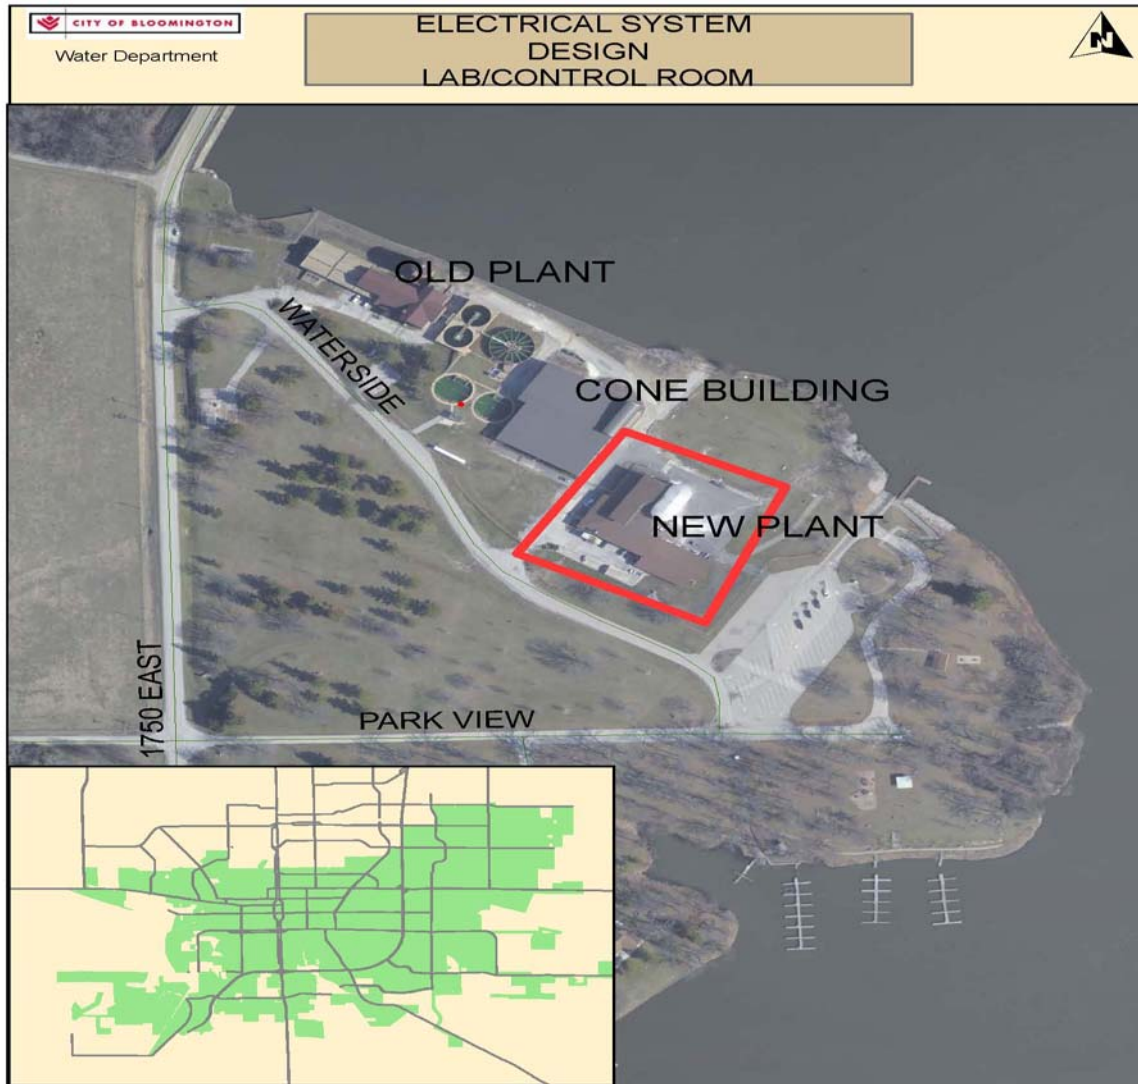 CITY OF BLOOMINGTON
Water Department
ELECTRICAL SYSTEM
DESIGN
LAB/CONTROL ROOM
N
OLD PLANT
WATERSIDE
CONE BUILDING
NEW PLANT
1750 EAST
PARK VIEW